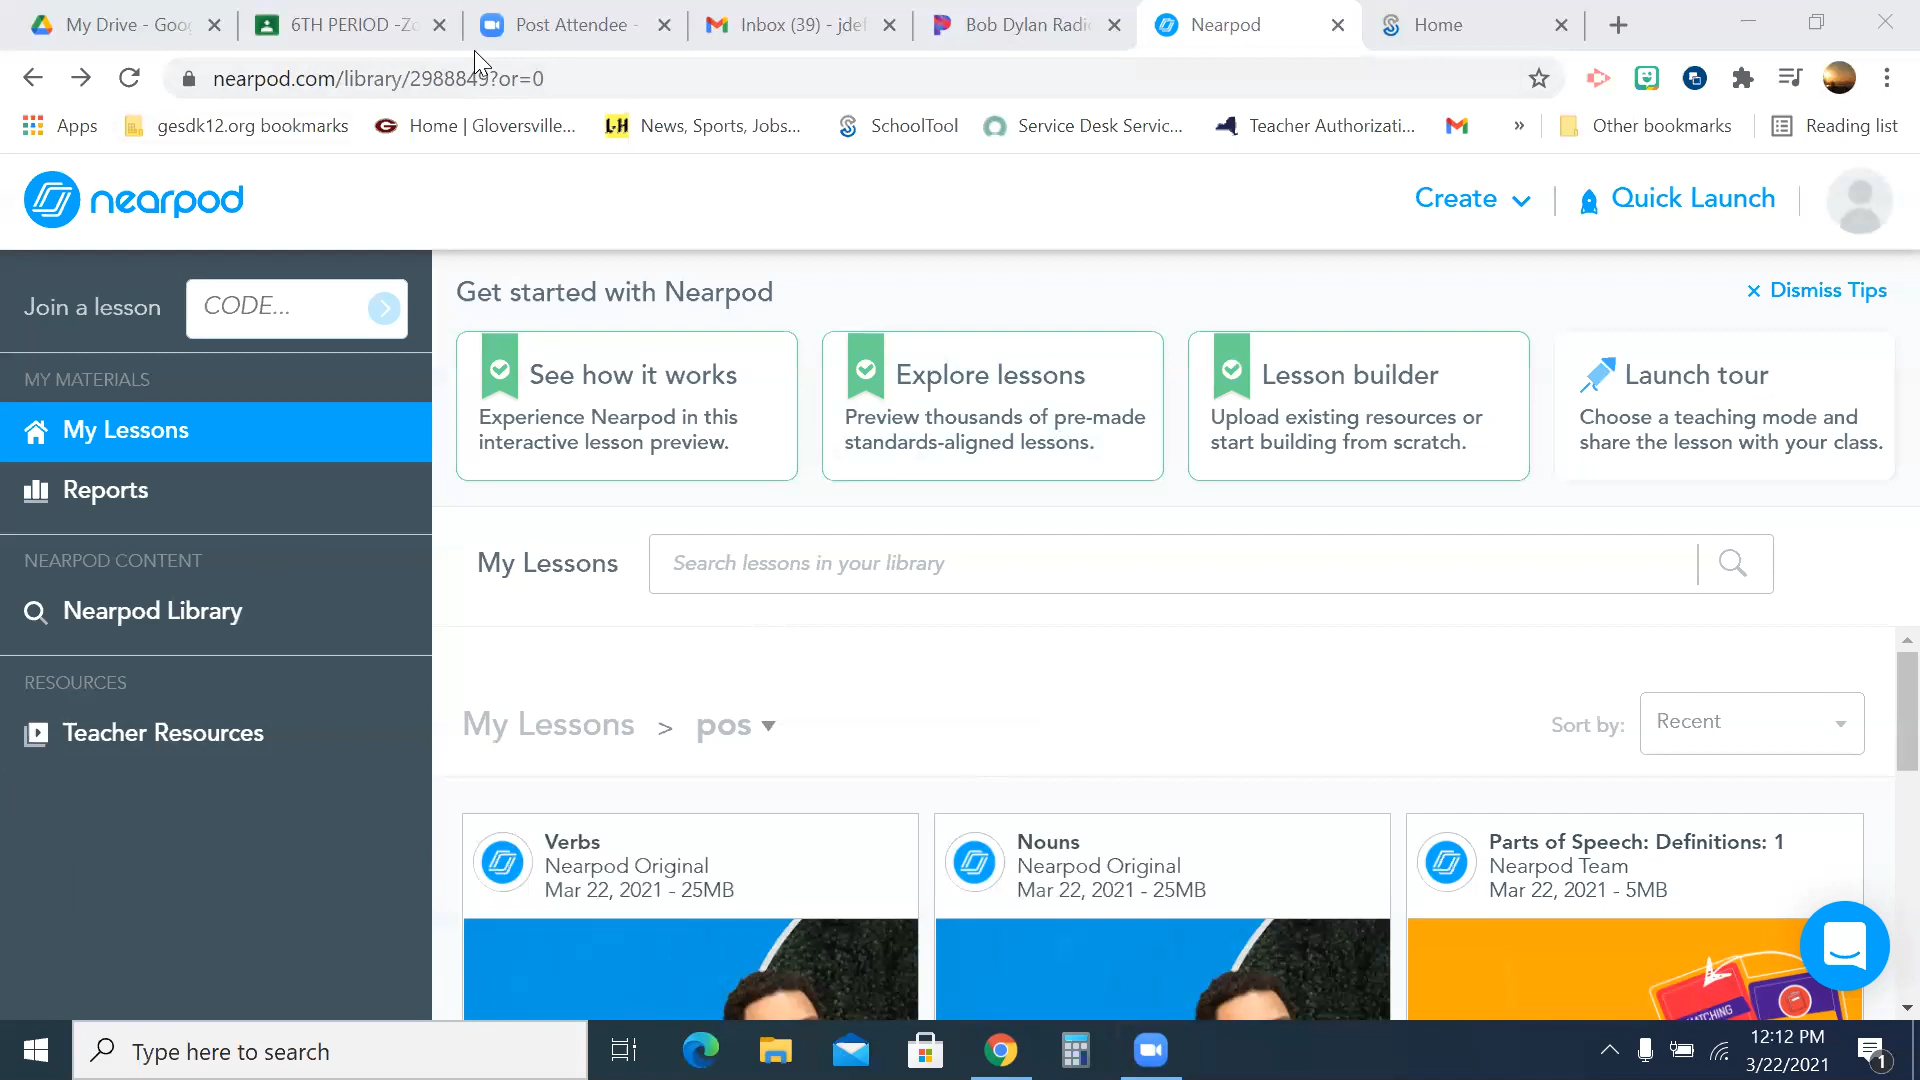 My Drive - Goog
6TH PERIOD -Zo
Post Attendee -
Inbox (39) - jdef
Bob Dylan Radi
Nearpod
Home
nearpod.com/library/2988849?or=0
Apps
gesdk12.org bookmarks
Home | Gloversville...
L-H
News, Sports, Jobs...
SchoolTool
Service Desk Servic...
Teacher Authorizati...
»
Other bookmarks
Reading list
nearpod
Create
Quick Launch
Join a lesson
CODE...
MY MATERIALS
My Lessons
Reports
NEARPOD CONTENT
Nearpod Library
RESOURCES
Teacher Resources
Get started with Nearpod
× Dismiss Tips
See how it works
Experience Nearpod in this
interactive lesson preview.
Explore lessons
Preview thousands of pre-made
standards-aligned lessons.
Lesson builder
Upload existing resources or
start building from scratch.
Launch tour
Choose a teaching mode and
share the lesson with your class.
My Lessons
Search lessons in your library
My Lessons > pos
Sort by:
Recent
Verbs
Nearpod Original
Mar 22, 2021 - 25MB
Nouns
Nearpod Original
Mar 22, 2021 - 25MB
Parts of Speech: Definitions: 1
Nearpod Team
Mar 22, 2021 - 5MB
MATCHING
Type here to search
12:12 PM
3/22/2021
1